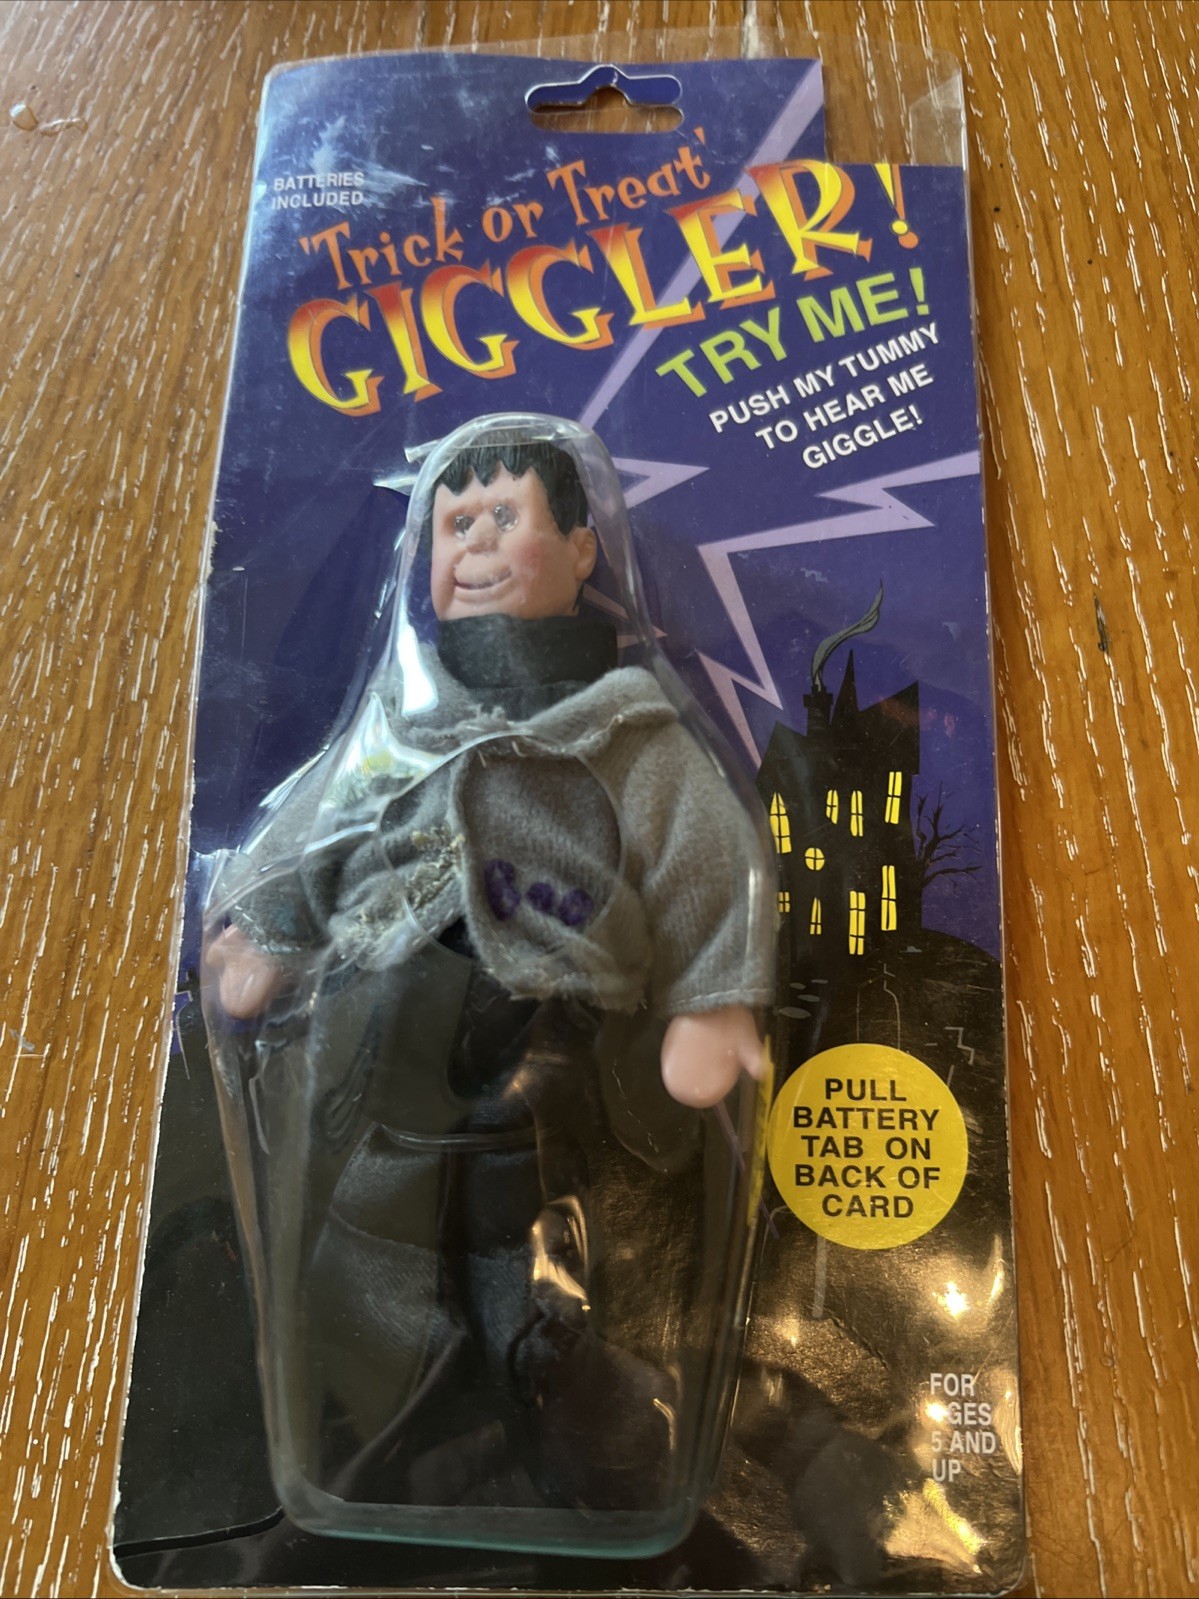 BATTERIES
INCLUDED
'Trick or Treat'
GIGGLER!
TRY ME!
PUSH MY TUMMY
TO HEAR ME
GIGGLE!
Boo
PULL
BATTERY
TAB ON
BACK OF
CARD
FOR
AGES
5 AND
UP